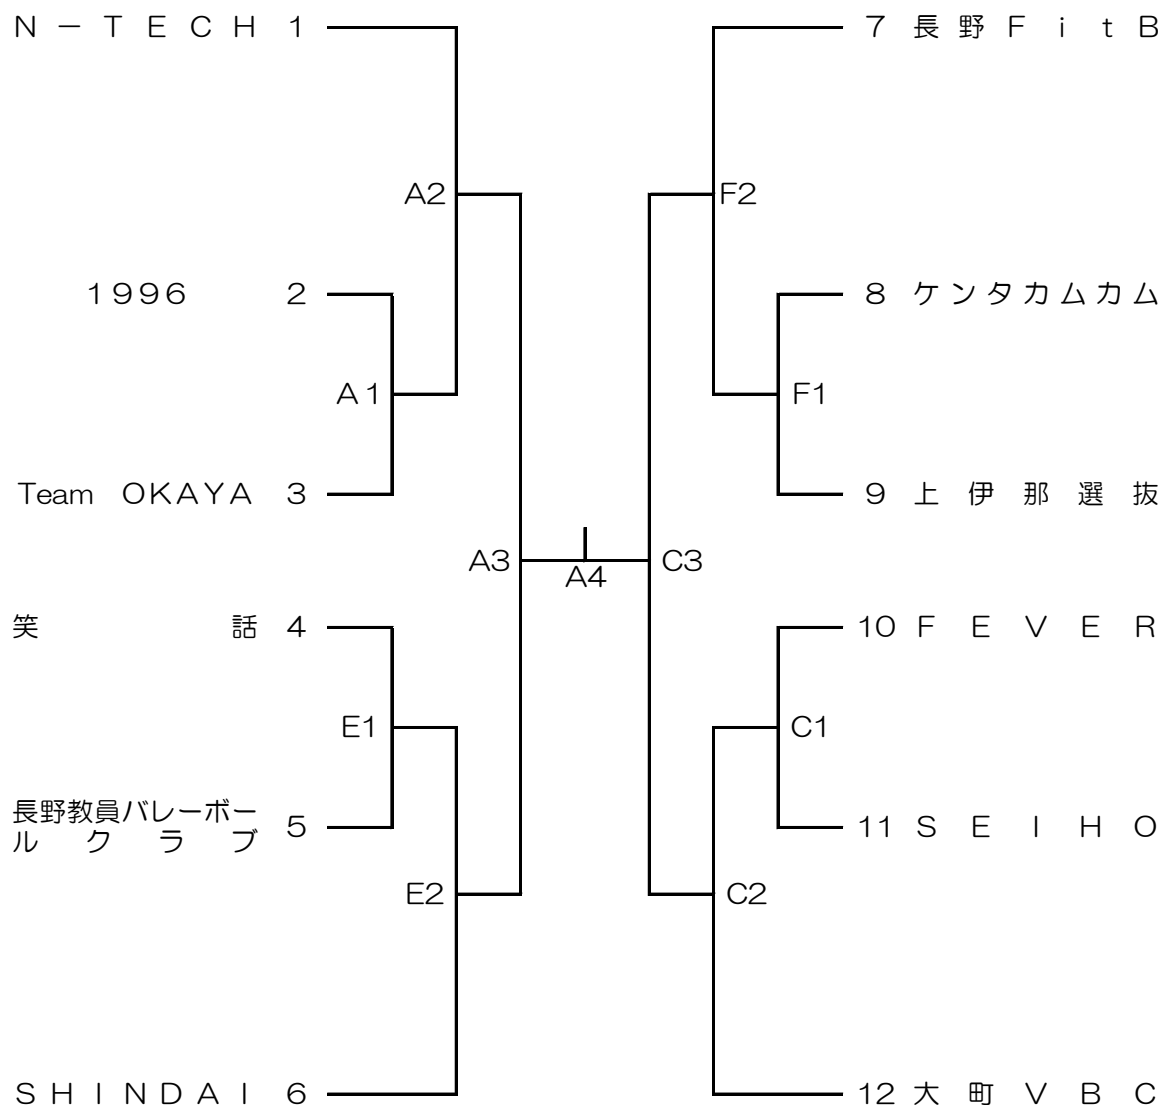 N－TECH 1
7 長野FitB
A2
F2
1996 2
8 ケンタカムカム
A1
F1
Team OKAYA 3
9 上伊那選抜
A3
A4
C3
笑話 4
10 FEVER
E1
C1
長野教員バレーボー
ルクラブ 5
11 SEIHO
E2
C2
SHINDAI 6
12 大町VBC